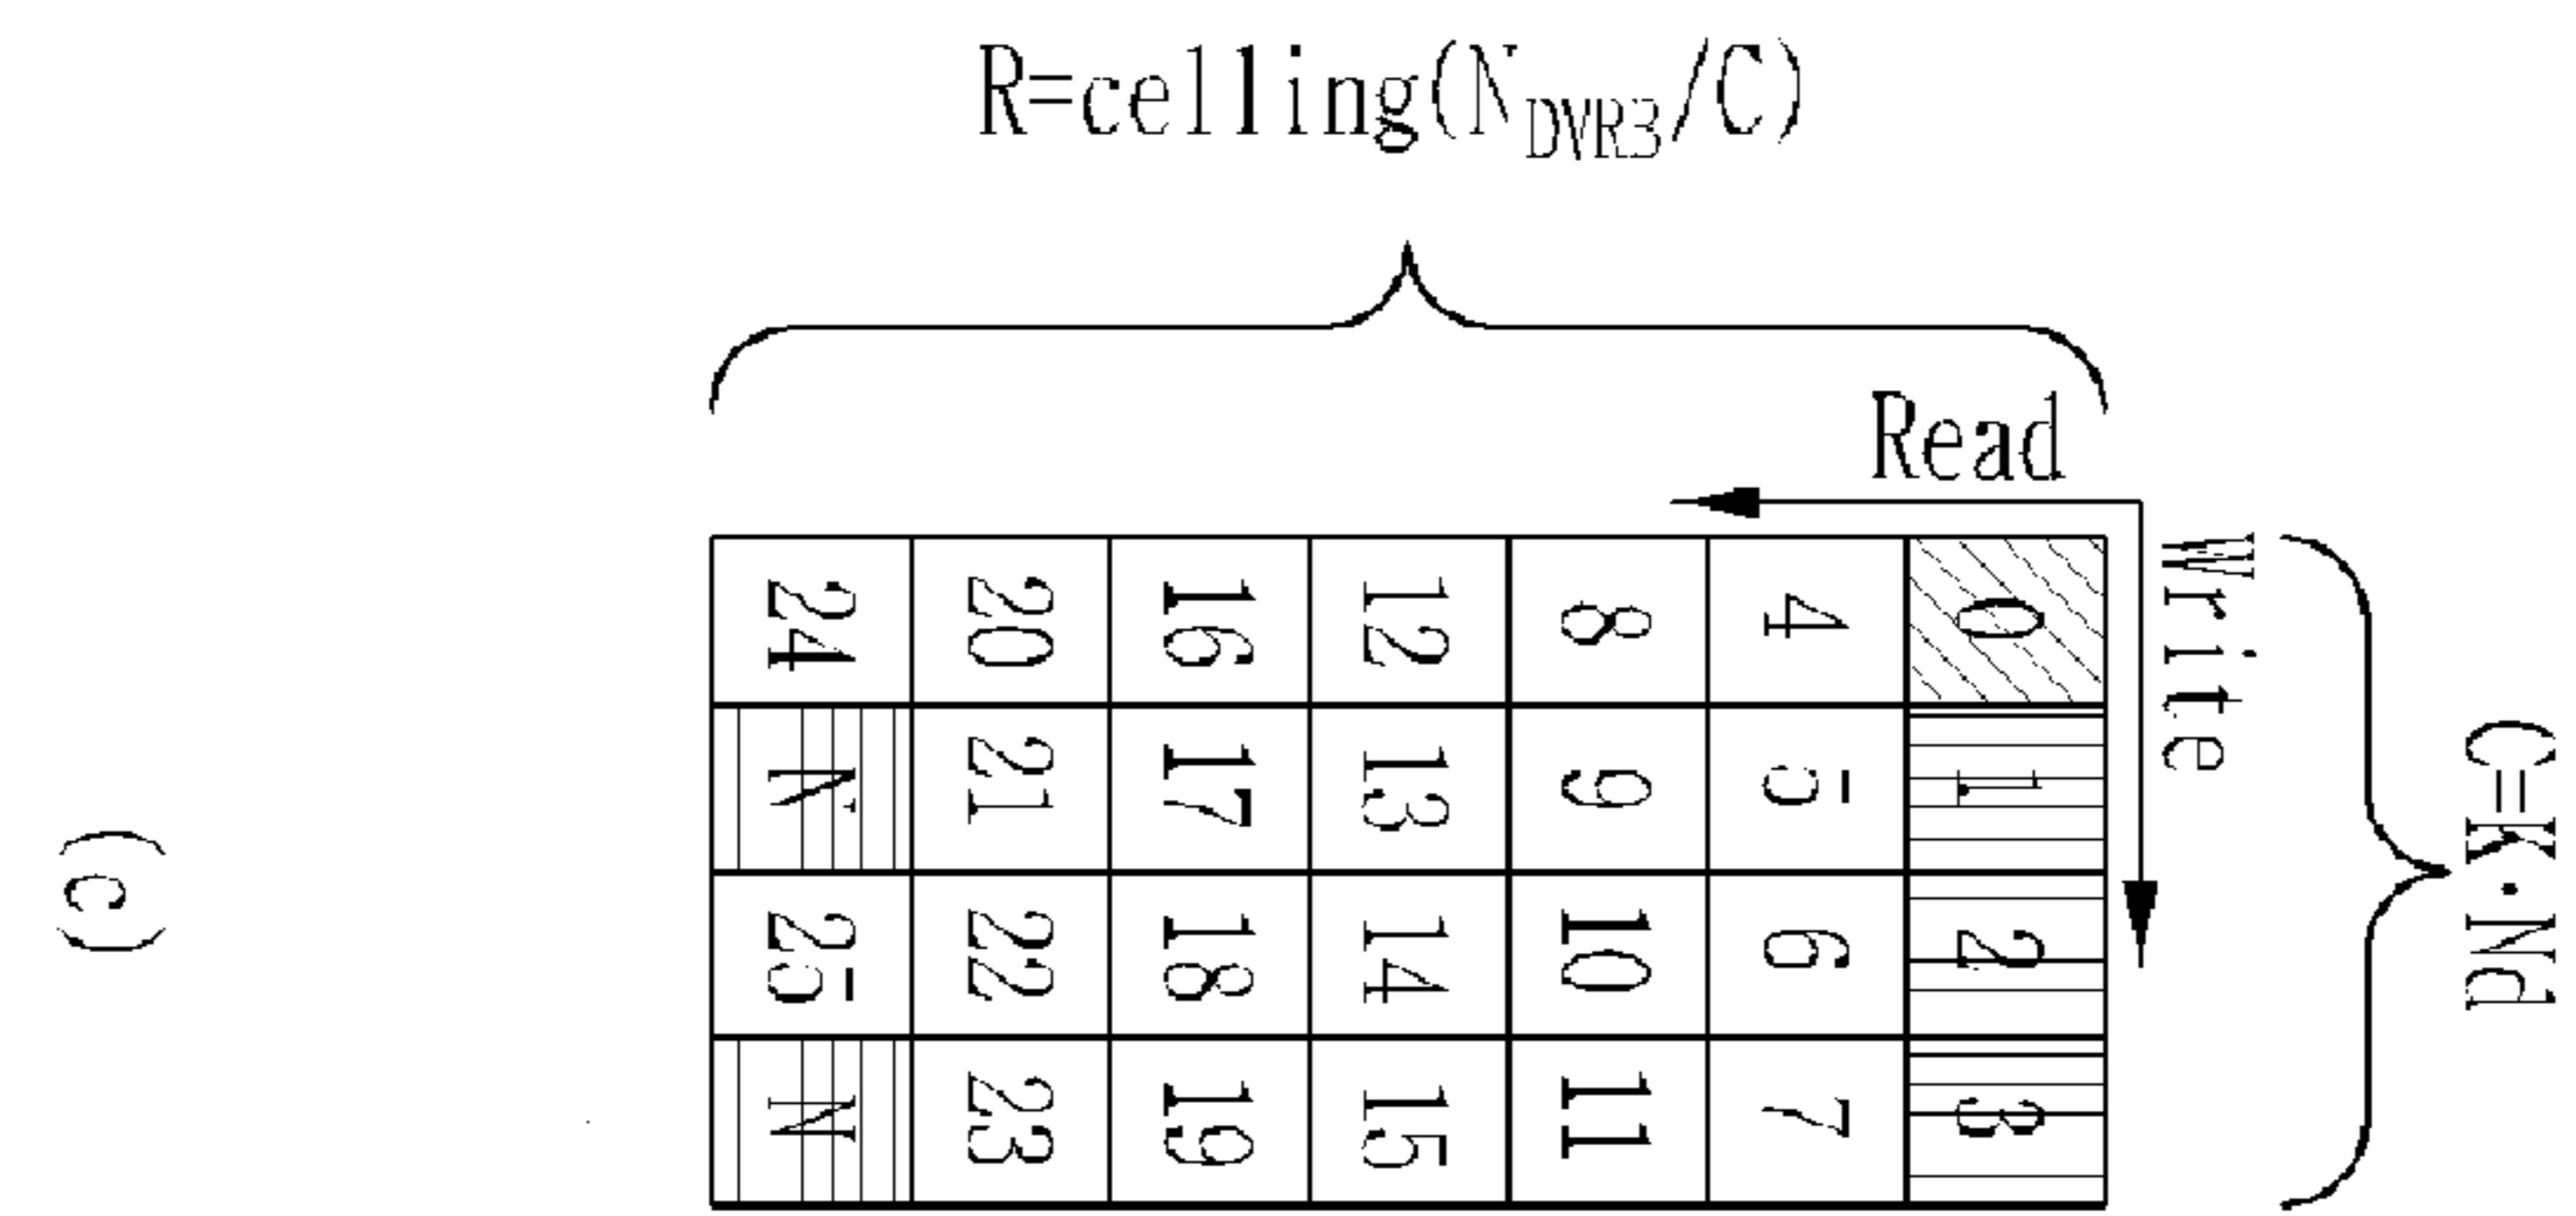 R=celling(N_DVR3/C)
Read
Write
C=K·Nd
0 1 2 3
4 5 6 7
8 9 10 11
12 13 14 15
16 17 18 19
20 21 22 23
24 N 25 N
(c)